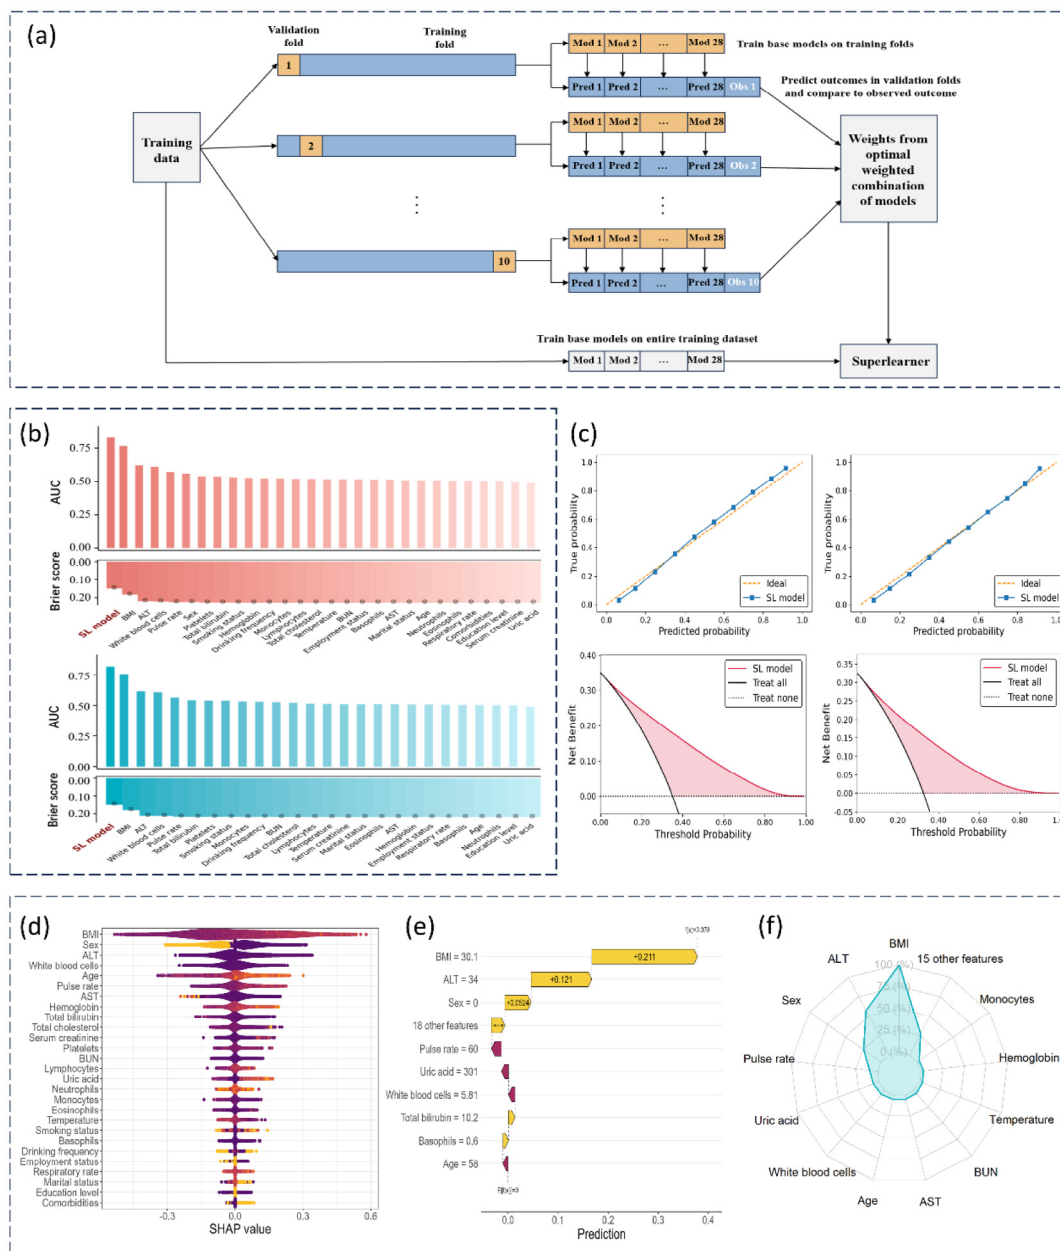 (a)
Validation
fold
Training
fold
Training
data
1
2
10
Mod 1 Mod 2 ... Mod 28
Pred 1 Pred 2 ... Pred 28 Obs 1
Mod 1 Mod 2 ... Mod 28
Pred 1 Pred 2 ... Pred 28 Obs 2
Mod 1 Mod 2 ... Mod 28
Pred 1 Pred 2 ... Pred 28 Obs 10
Train base models on training folds
Predict outcomes in validation folds
and compare to observed outcome
Weights from
optimal
weighted
combination
of models
Train base models on entire training dataset
Mod 1 Mod 2 ... Mod 28
Superlearner
(b)
AUC
0.75
0.50
0.25
0.00
Brier score
0.00
0.10
0.20
SL model
BMI
ALT
White blood cells
Pulse rate
Sex
Platelets
Total bilirubin
Smoking status
Hemoglobin
Drinking frequency
Monocytes
Lymphocytes
Total cholesterol
Temperature
BUN
Employment status
Basophils
AST
Marital status
Age
Neutrophils
Eosinophils
Respiratory rate
Comorbidities
Education level
Serum creatinine
Uric acid
AUC
0.75
0.50
0.25
0.00
Brier score
0.00
0.10
0.20
SL model
BMI
ALT
White blood cells
Pulse rate
Total bilirubin
Platelets
Smoking status
Monocytes
Drinking frequency
BUN
Total cholesterol
Lymphocytes
Temperature
Serum creatinine
Marital status
Eosinophils
AST
Hemoglobin
Employment status
Respiratory rate
Basophils
Age
Neutrophils
Education level
Uric acid
(c)
True probability
1.0
0.8
0.6
0.4
0.2
0.0
Ideal
SL model
0.0 0.2 0.4 0.6 0.8 1.0
Predicted probability
True probability
1.0
0.8
0.6
0.4
0.2
0.0
Ideal
SL model
0.0 0.2 0.4 0.6 0.8 1.0
Predicted probability
Net Benefit
0.40
0.30
0.20
0.10
0.00
SL model
Treat all
Treat none
0.00 0.20 0.40 0.60 0.80 1.00
Threshold Probability
Net Benefit
0.35
0.30
0.25
0.20
0.15
0.10
0.05
0.00
-0.05
SL model
Treat all
Treat none
0.00 0.20 0.40 0.60 0.80 1.00
Threshold Probability
(d)
BMI
Sex
ALT
White blood cells
Age
Pulse rate
AST
Hemoglobin
Total bilirubin
Total cholesterol
Serum creatinine
Platelets
BUN
Lymphocytes
Uric acid
Neutrophils
Monocytes
Eosinophils
Temperature
Smoking status
Basophils
Drinking frequency
Employment status
Respiratory rate
Marital status
Education level
Comorbidities
-0.3 0.0 0.3 0.6
SHAP value
(e)
f(x)=0.378
BMI = 30.1
+0.211
ALT = 34
+0.121
Sex = 0
+0.0524
18 other features
Pulse rate = 60
Uric acid = 301
White blood cells = 5.81
Total bilirubin = 10.2
Basophils = 0.6
Age = 58
E[f(x)]=0
0.0 0.1 0.2 0.3 0.4
Prediction
(f)
BMI
15 other features
Monocytes
Hemoglobin
Temperature
BUN
AST
Age
White blood cells
Uric acid
Pulse rate
Sex
ALT
100 (%)
75 (%)
50 (%)
25 (%)
0 (%)